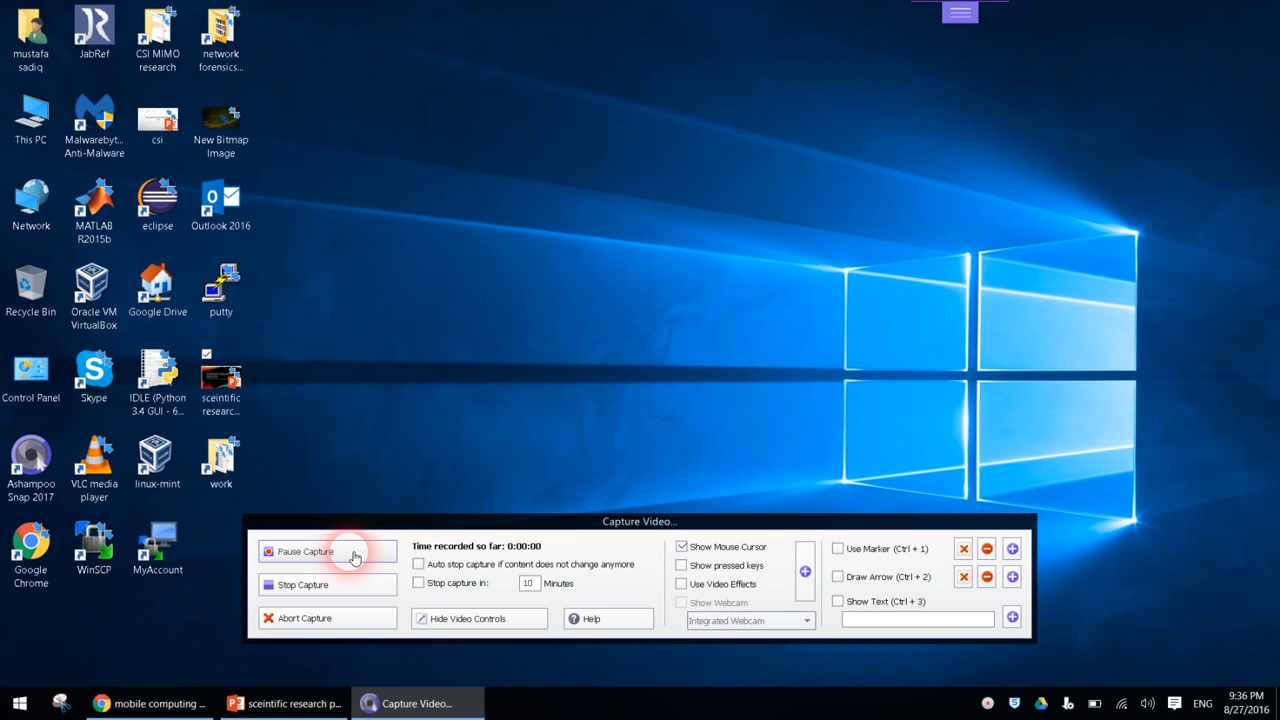 mustafa
sadiq
JabRef
CSI MIMO
research
network
forensics...
This PC
Malwarebyt...
Anti-Malware
csi
New Bitmap
Image
Network
MATLAB
R2015b
eclipse
Outlook 2016
Recycle Bin
Oracle VM
VirtualBox
Google Drive
putty
Control Panel
Skype
IDLE (Python
3.4 GUI - 6...
sceintific
researc...
Ashampoo
Snap 2017
VLC media
player
linux-mint
work
Google
Chrome
WinSCP
MyAccount
Capture Video...
Pause Capture
Stop Capture
Abort Capture
Time recorded so far: 0:00:00
Auto stop capture if content does not change anymore
Stop capture in: 10 Minutes
Hide Video Controls
Help
Show Mouse Cursor
Show pressed keys
Use Video Effects
Show Webcam
Integrated Webcam
Use Marker (Ctrl + 1)
Draw Arrow (Ctrl + 2)
Show Text (Ctrl + 3)
mobile computing ...
sceintific research p...
Capture Video...
ENG
9:36 PM
8/27/2016